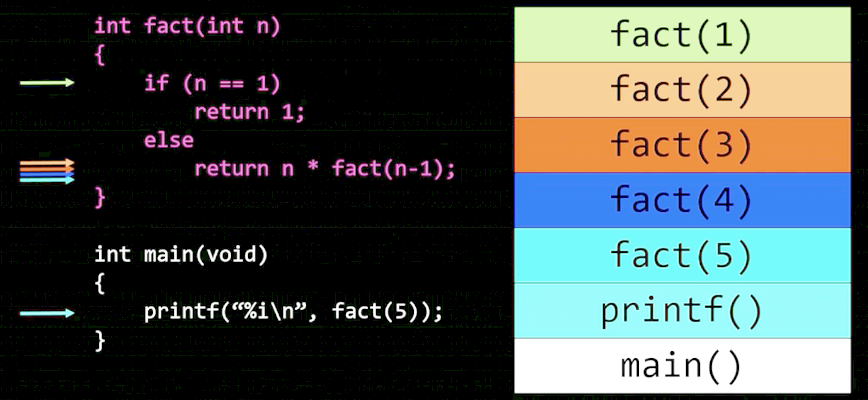 int fact(int n)
{
if (n == 1)
return 1;
else
return n * fact(n-1);
}
int main(void)
{
printf(“%i\n”, fact(5));
}
fact(1)
fact(2)
fact(3)
fact(4)
fact(5)
printf()
main()